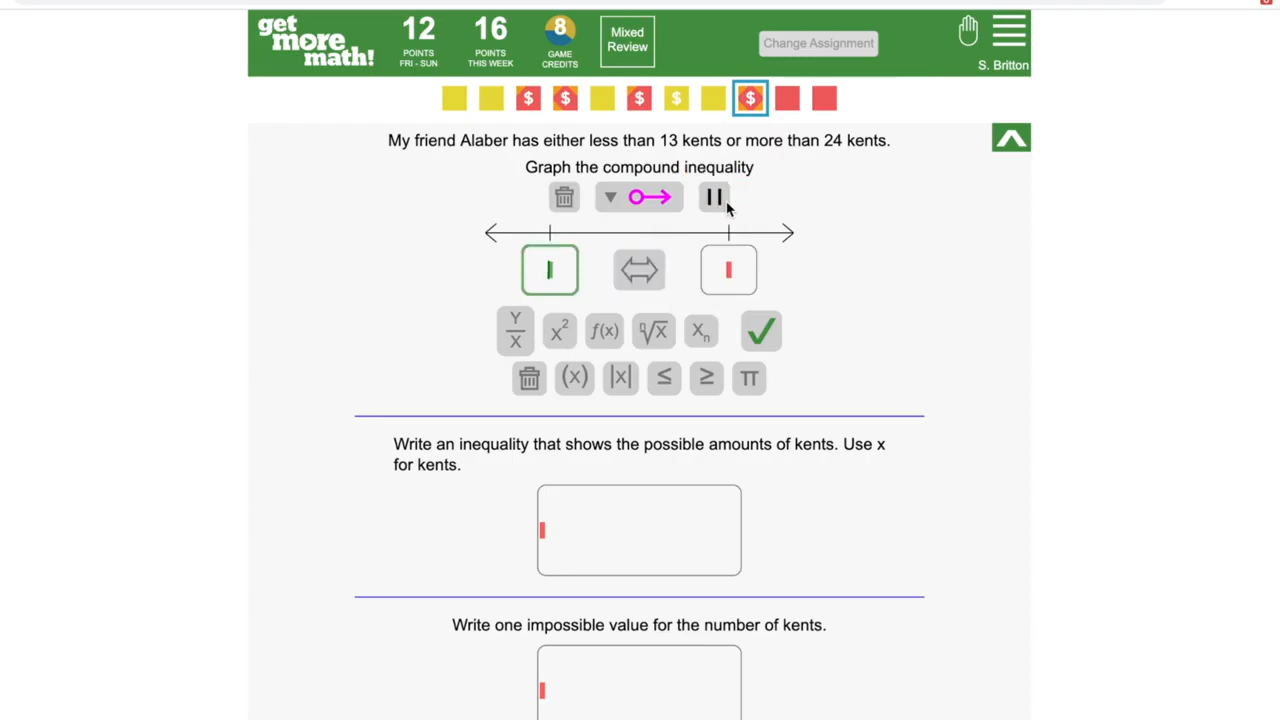 get more math!
12
POINTS
FRI - SUN
16
POINTS
THIS WEEK
8
GAME
CREDITS
Mixed
Review
Change Assignment
S. Britton
$ $ $ $ $
My friend Alaber has either less than 13 kents or more than 24 kents.
Graph the compound inequality
Y
X
x²
f(x)
ⁿ√x
Xₙ
(x)
|x|
≤
≥
π
Write an inequality that shows the possible amounts of kents. Use x
for kents.
Write one impossible value for the number of kents.